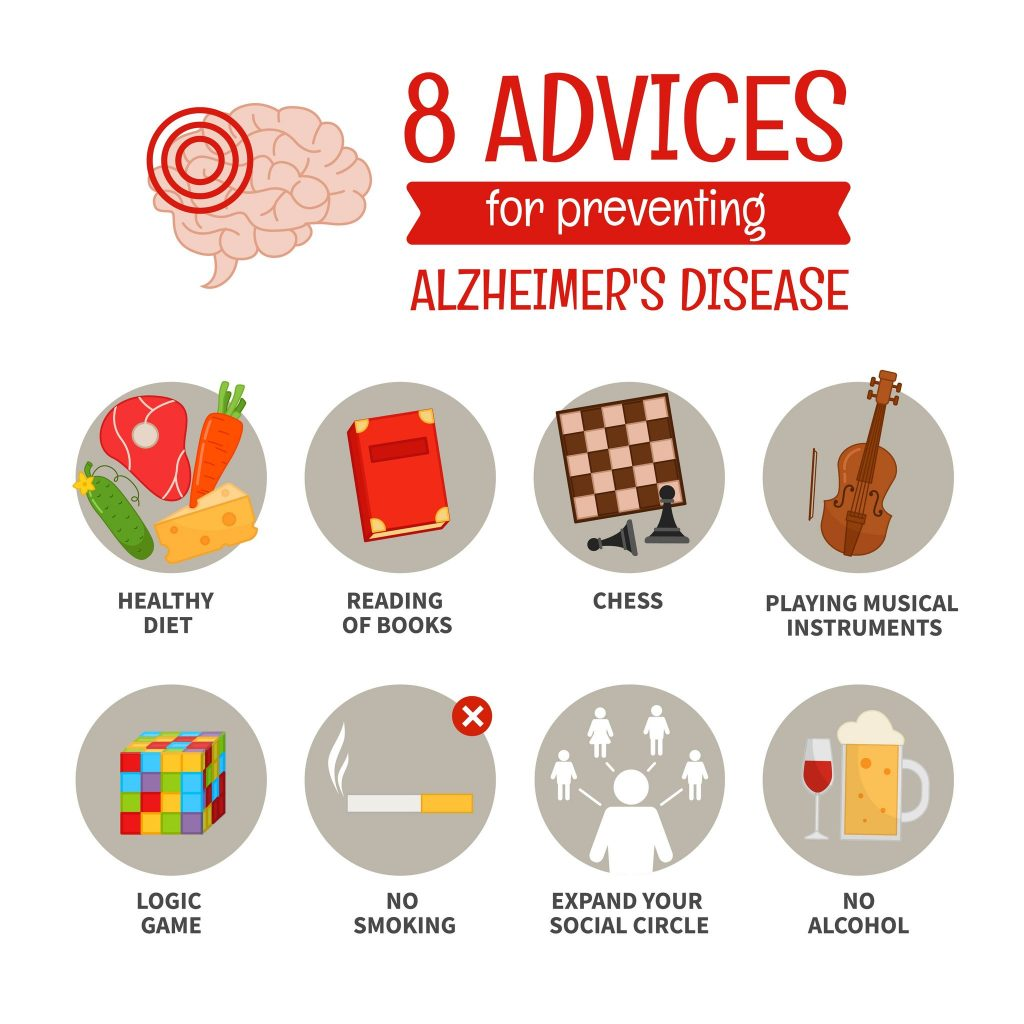 8 ADVICES
for preventing
ALZHEIMER'S DISEASE
HEALTHY
DIET
READING
OF BOOKS
CHESS
PLAYING MUSICAL
INSTRUMENTS
LOGIC
GAME
NO
SMOKING
EXPAND YOUR
SOCIAL CIRCLE
NO
ALCOHOL